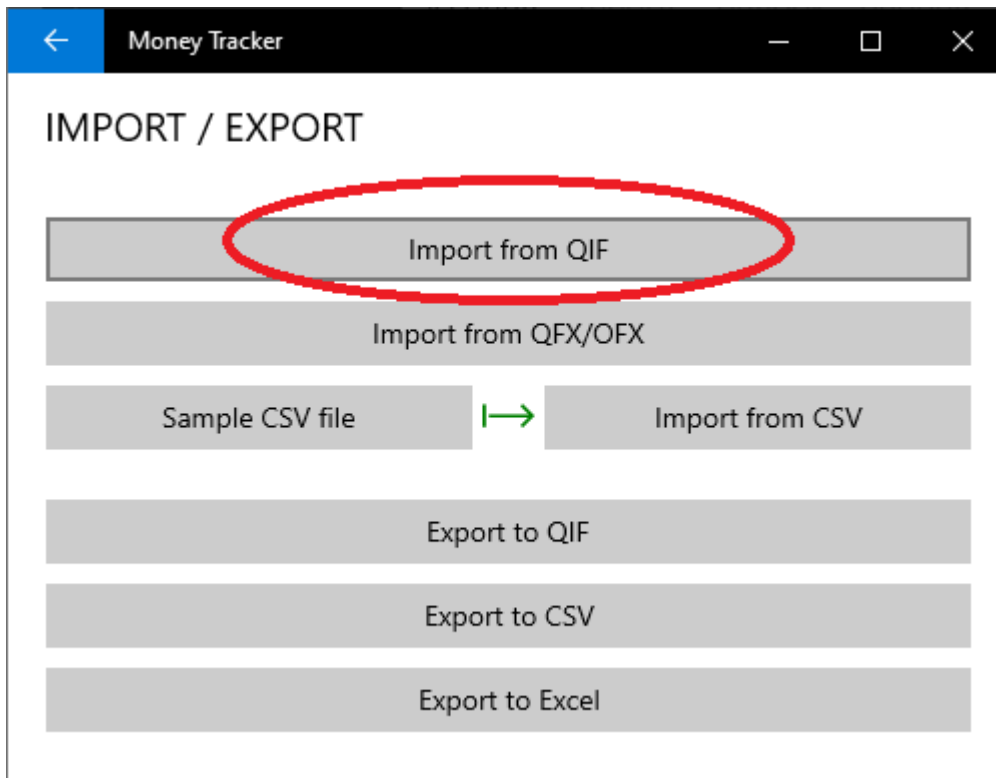 Money Tracker
IMPORT / EXPORT
Import from QIF
Import from QFX/OFX
Sample CSV file
Import from CSV
Export to QIF
Export to CSV
Export to Excel